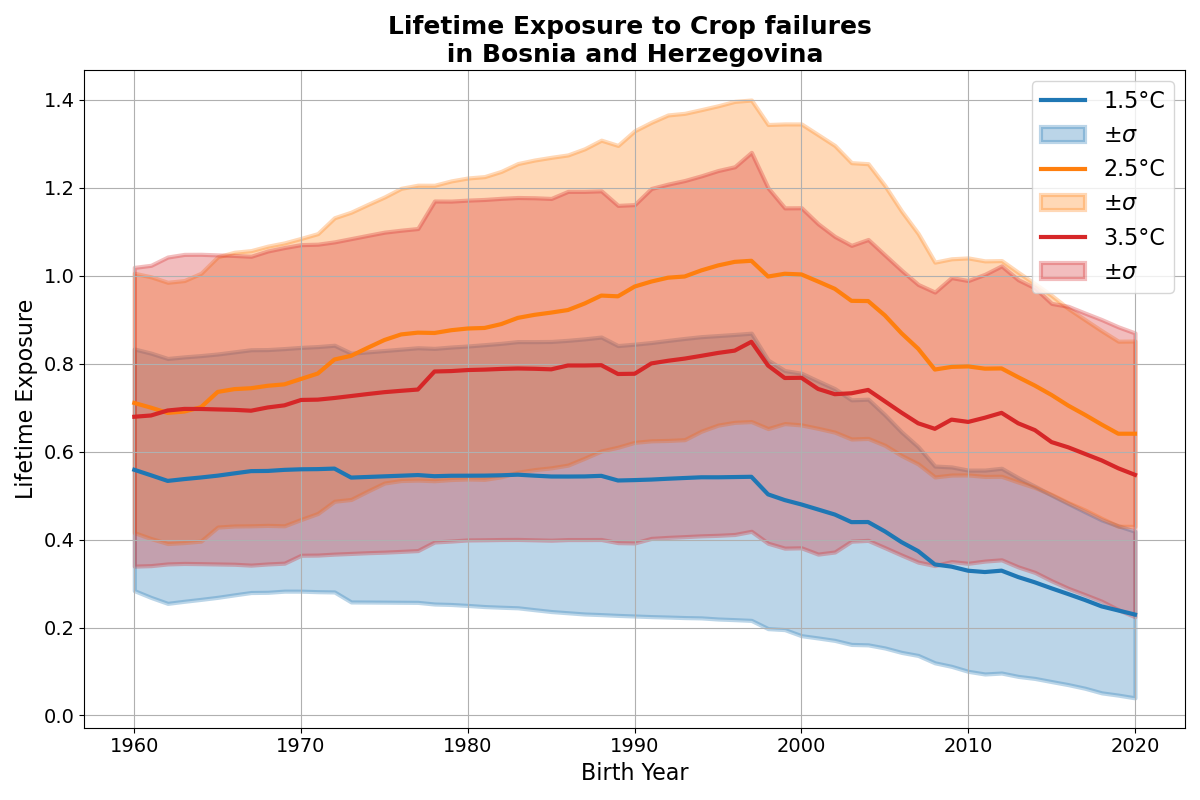 Lifetime Exposure to Crop failures
in Bosnia and Herzegovina
1.5°C
±σ
2.5°C
±σ
3.5°C
±σ
Lifetime Exposure
1.4
1.2
1.0
0.8
0.6
0.4
0.2
0.0
1960 1970 1980 1990 2000 2010 2020
Birth Year